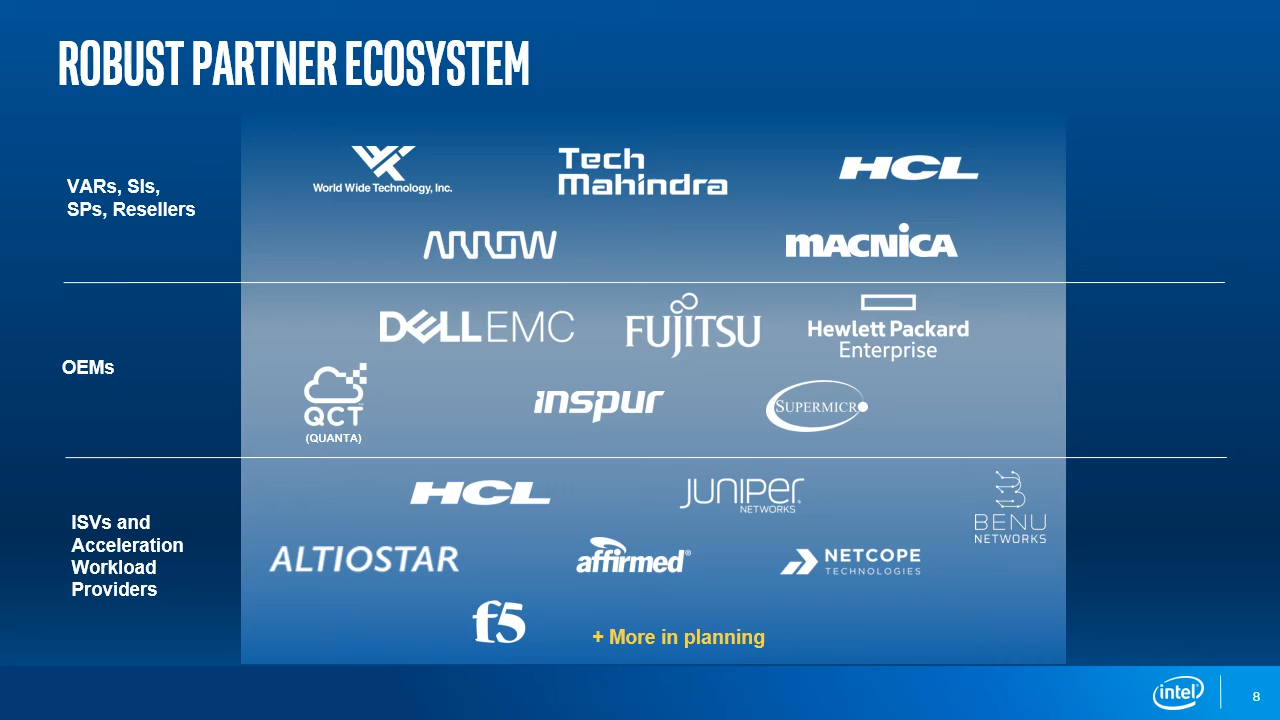 ROBUST PARTNER ECOSYSTEM
VARs, SIs,
SPs, Resellers
World Wide Technology, Inc.
Tech
Mahindra
HCL
ARROW
MACNICA
OEMs
DELL EMC
FUJITSU
Hewlett Packard
Enterprise
QCT
(QUANTA)
inspur
SUPERMICRO
ISVs and
Acceleration
Workload
Providers
HCL
JUNIPER
NETWORKS
BENU
NETWORKS
ALTIOSTAR
affirmed®
NETCOPE
TECHNOLOGIES
f5
+ More in planning
intel
8